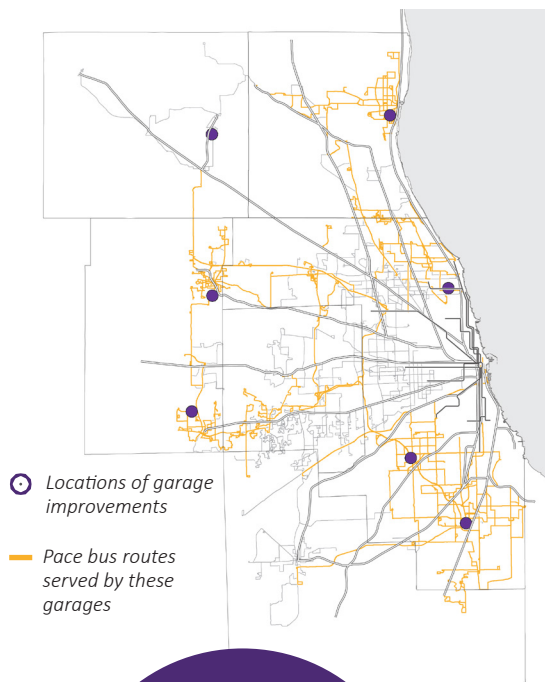 Locations of garage
improvements
Pace bus routes
served by these
garages